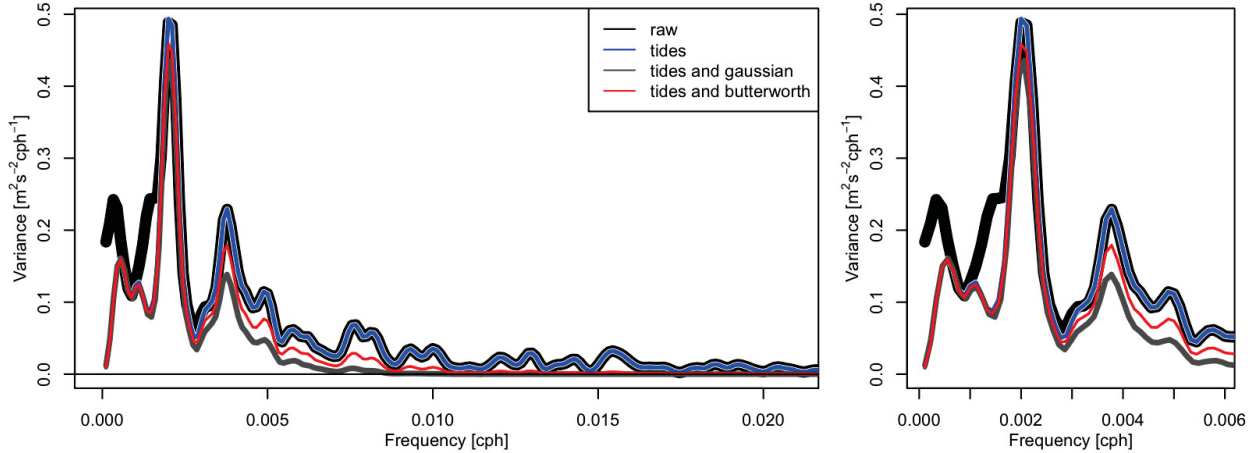 raw
tides
tides and gaussian
tides and butterworth
Variance [m²s⁻²cph⁻¹]
0.5
0.4
0.3
0.2
0.1
0.0
0.000 0.005 0.010 0.015 0.020
Frequency [cph]
Variance [m²s⁻²cph⁻¹]
0.5
0.4
0.3
0.2
0.1
0.0
0.000 0.002 0.004 0.006
Frequency [cph]